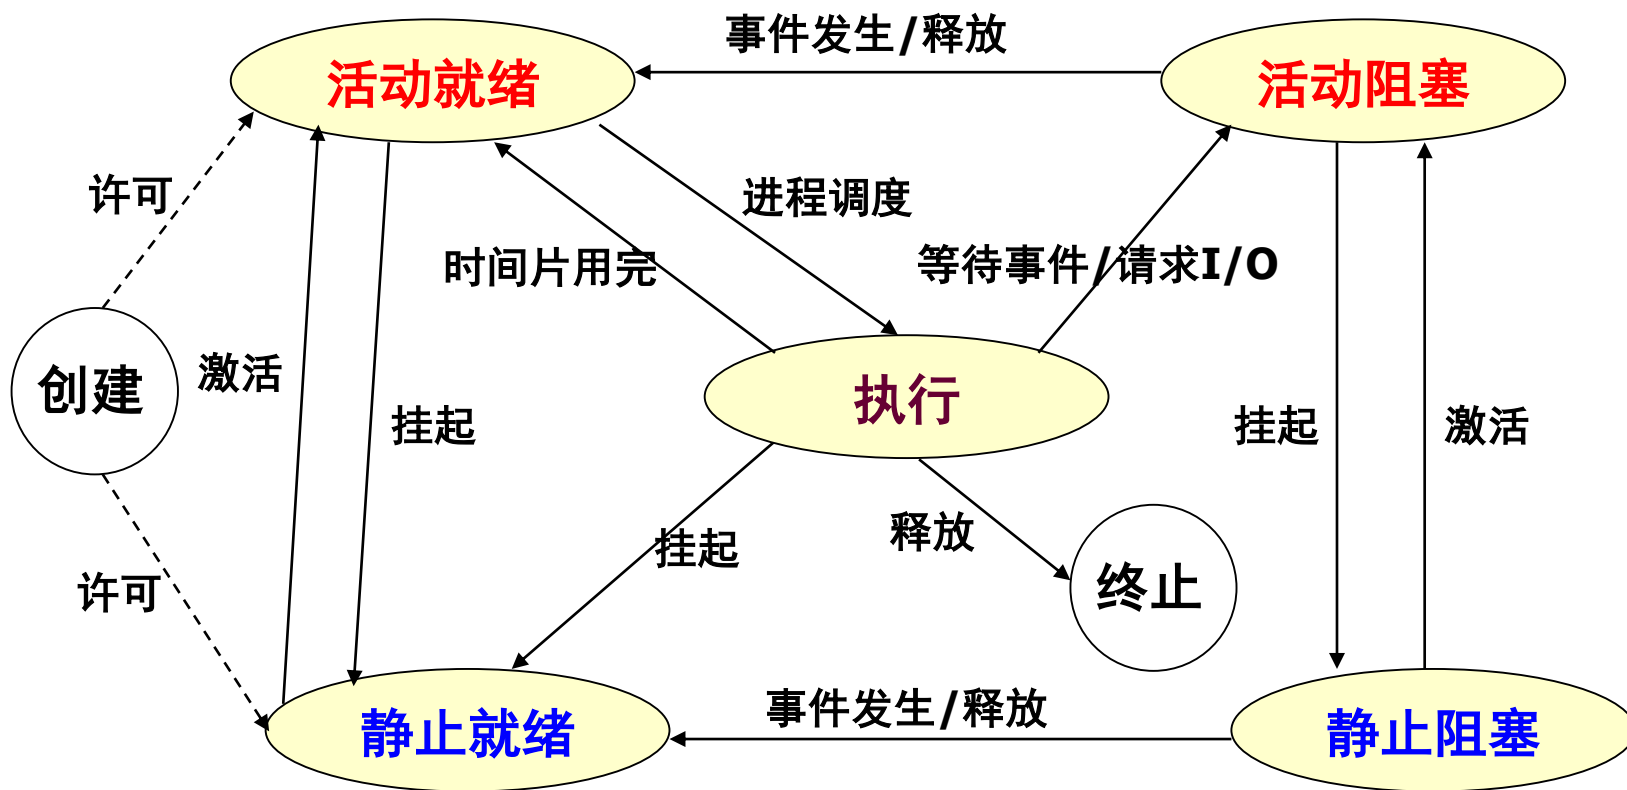 事件发生/释放
活动就绪
活动阻塞
许可
进程调度
时间片用完
等待事件/请求I/O
创建
激活
执行
挂起
挂起
激活
挂起
释放
许可
终止
事件发生/释放
静止就绪
静止阻塞